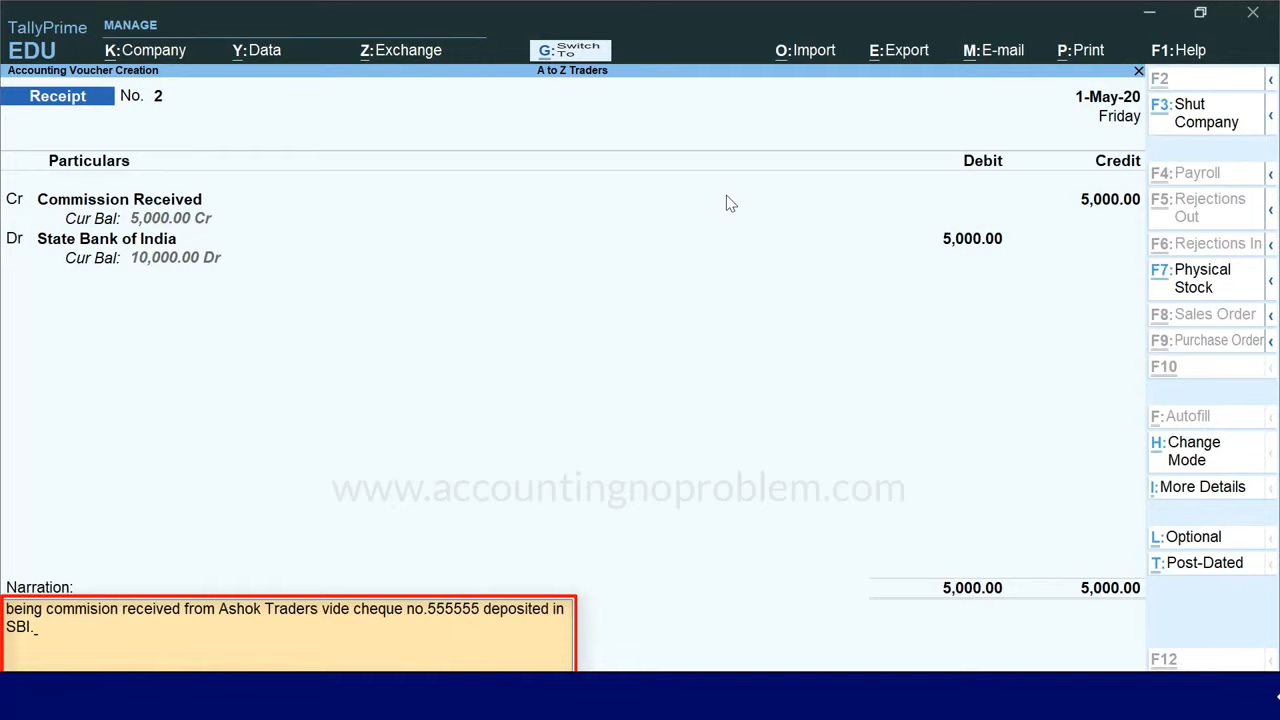 TallyPrime
MANAGE
EDU
K:Company Y:Data Z:Exchange G:Switch To O:Import E:Export M:E-mail P:Print F1:Help
Accounting Voucher Creation A to Z Traders
Receipt No. 2 1-May-20
Friday
Particulars Debit Credit
Cr Commission Received 5,000.00
Cur Bal: 5,000.00 Cr
Dr State Bank of India 5,000.00
Cur Bal: 10,000.00 Dr
www.accountingnoproblem.com
Narration: 5,000.00 5,000.00
being commision received from Ashok Traders vide cheque no.555555 deposited in
SBI.
F2
F3: Shut
Company
F4: Payroll
F5: Rejections
Out
F6: Rejections In
F7: Physical
Stock
F8: Sales Order
F9: Purchase Order
F10
F: Autofill
H: Change
Mode
I: More Details
L: Optional
T: Post-Dated
F12